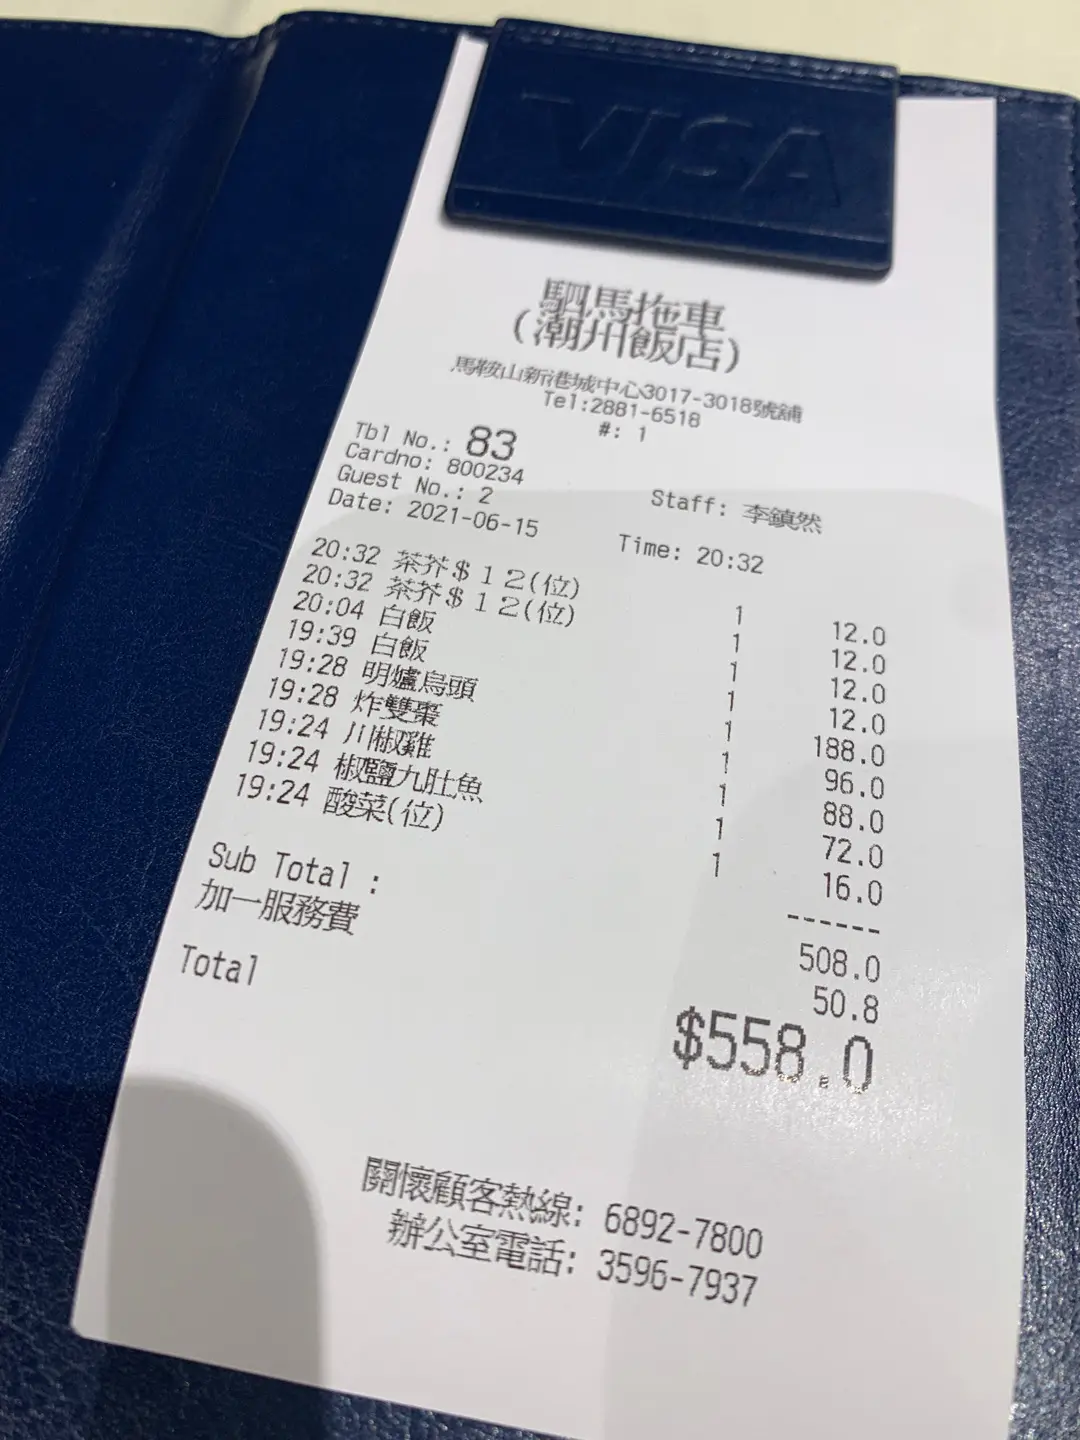 VISA
駟馬拖車
(潮州飯店)
馬鞍山新港城中心3017-3018號舖
Tel:2881-6518
#: 1
Tbl No.: 83
Cardno: 800234
Guest No.: 2 Staff: 李鎮然
Date: 2021-06-15 Time: 20:32
20:32 茶芥$12(位) 1 12.0
20:32 茶芥$12(位) 1 12.0
20:04 白飯 1 12.0
19:39 白飯 1 12.0
19:28 明爐烏頭 1 188.0
19:28 炸雙棗 1 96.0
19:24 川椒雞 1 88.0
19:24 椒鹽九肚魚 1 72.0
19:24 酸菜(位) 1 16.0
------
Sub Total : 508.0
加一服務費 50.8
Total $558.0
關懷顧客熱線: 6892-7800
辦公室電話: 3596-7937